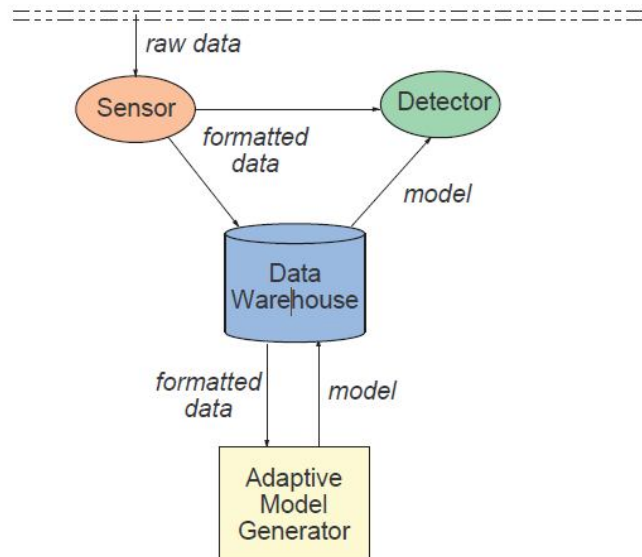 raw data
Sensor
Detector
formatted
data
model
Data
Warehouse
formatted
data
model
Adaptive
Model
Generator